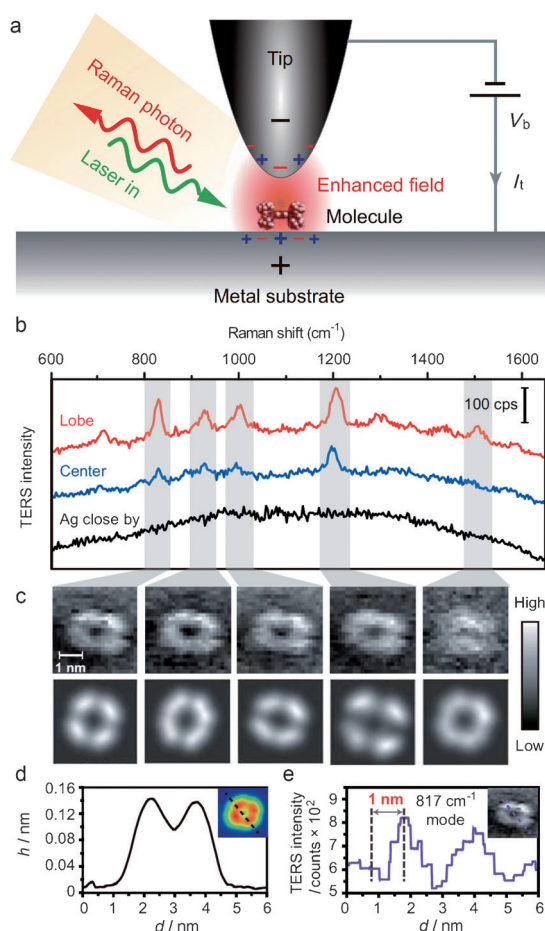 a
Tip
−
Raman photon
Laser in
Enhanced field
Molecule
+
Metal substrate
V_b
I_t
b
Raman shift (cm⁻¹)
600 800 1000 1200 1400 1600
Lobe
100 cps
Center
Ag close by
TERS intensity
c
1 nm
High
Low
d
0.16
0.12
0.08
0.04
0
h / nm
0 1 2 3 4 5 6
d / nm
e
1 nm
817 cm⁻¹
mode
9
8
7
6
5
TERS intensity
/ counts × 10²
0 1 2 3 4 5 6
d / nm